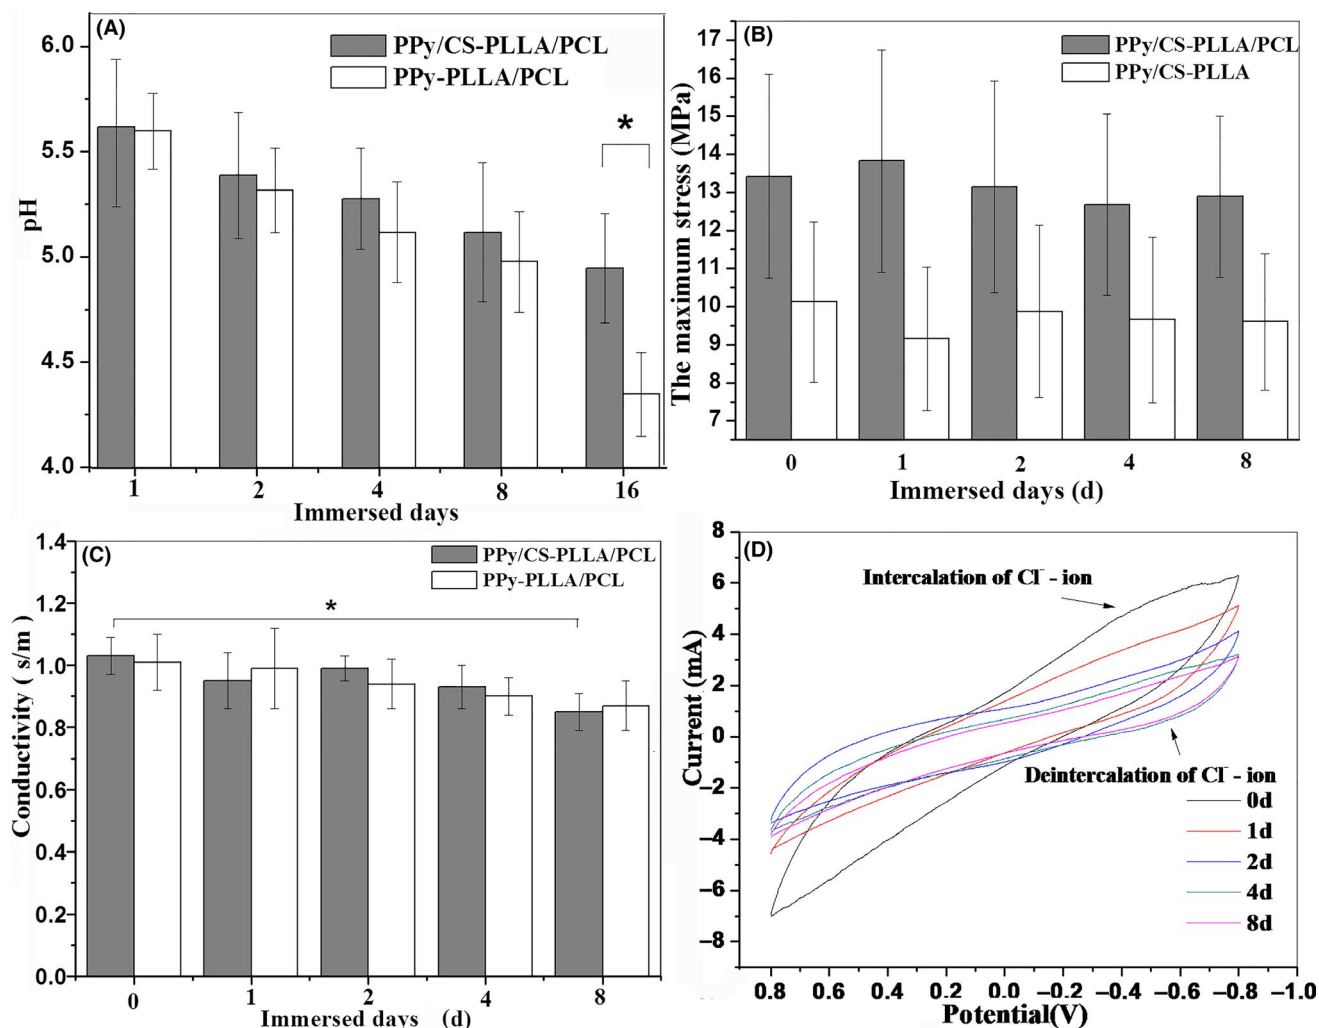 (A)
PPy/CS-PLLA/PCL
PPy-PLLA/PCL
*
pH
6.0
5.5
5.0
4.5
4.0
1 2 4 8 16
Immersed days
(B)
PPy/CS-PLLA/PCL
PPy/CS-PLLA
The maximum stress (MPa)
17
16
15
14
13
12
11
10
9
8
7
0 1 2 4 8
Immersed days (d)
(C)
PPy/CS-PLLA/PCL
PPy-PLLA/PCL
*
Conductivity ( s/m )
1.4
1.2
1.0
0.8
0.6
0.4
0.2
0.0
0 1 2 4 8
Immersed days (d)
(D)
Intercalation of Cl⁻ - ion
Deintercalation of Cl⁻ - ion
0d
1d
2d
4d
8d
Current (mA)
8
6
4
2
0
−2
−4
−6
−8
0.8 0.6 0.4 0.2 0.0 −0.2 −0.4 −0.6 −0.8 −1.0
Potential(V)